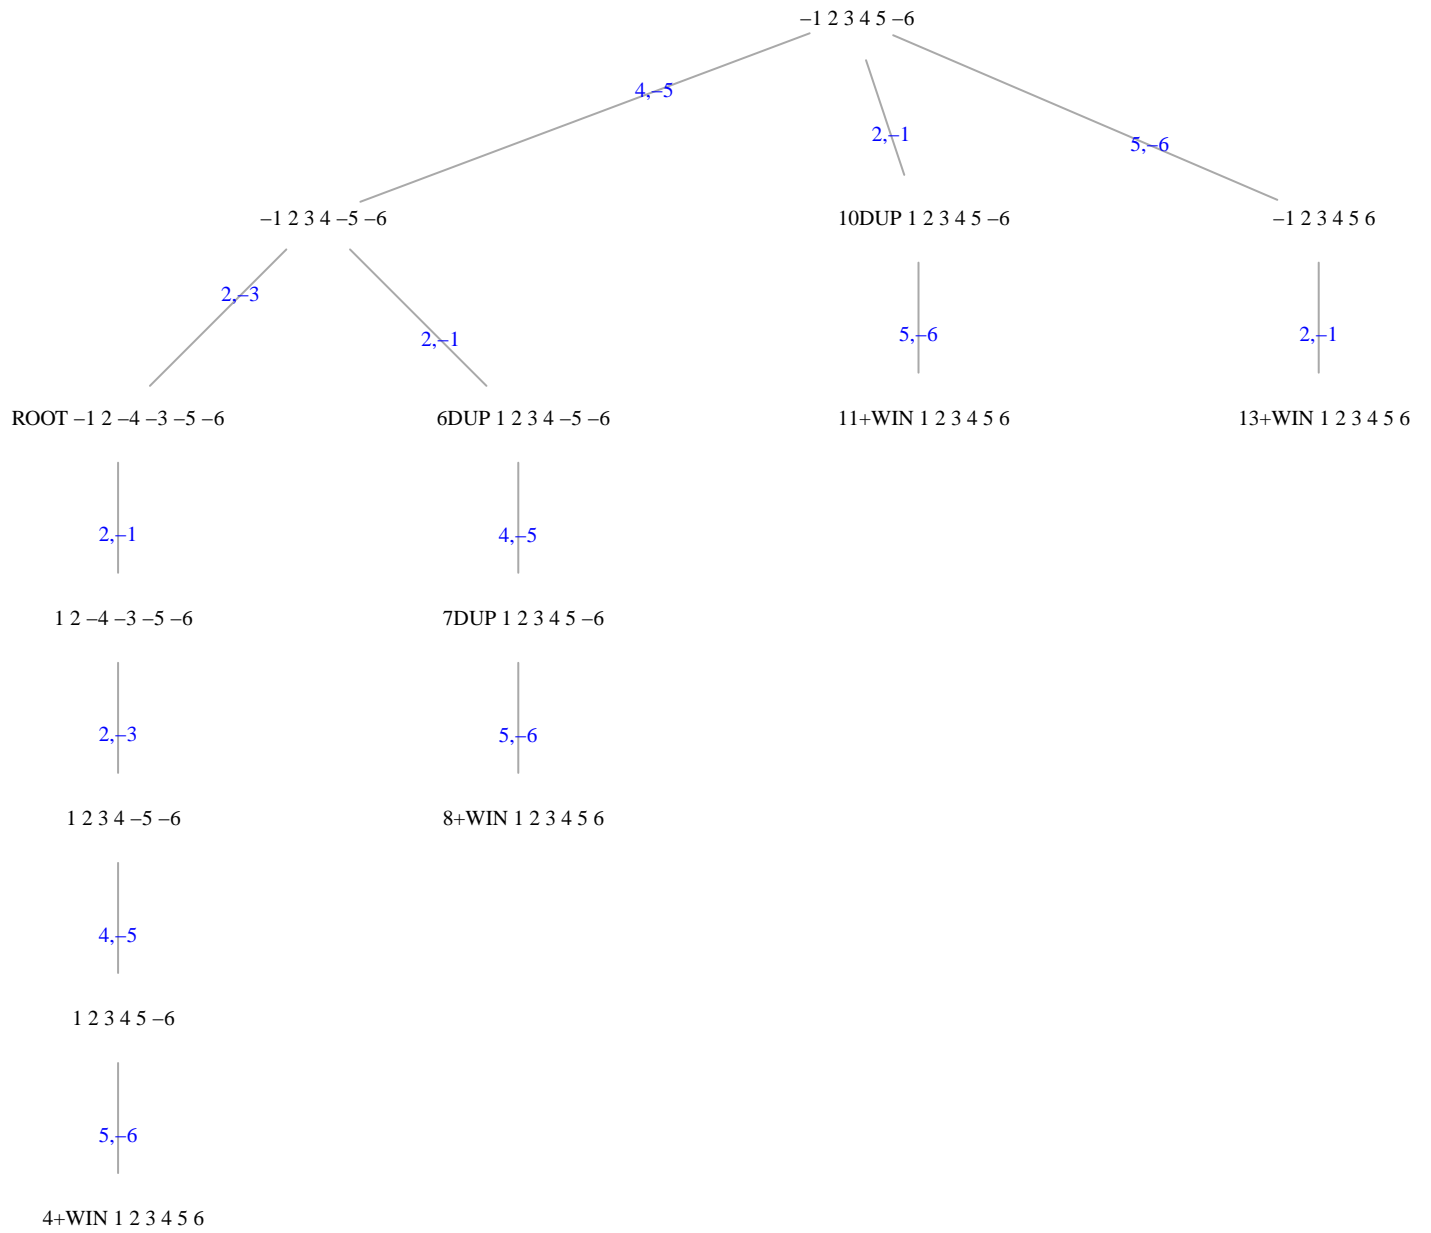 –1 2 3 4 5 –6
4,–5
2,–1
5,–6
–1 2 3 4 –5 –6
10DUP 1 2 3 4 5 –6
–1 2 3 4 5 6
2,–3
2,–1
5,–6
2,–1
ROOT –1 2 –4 –3 –5 –6
6DUP 1 2 3 4 –5 –6
11+WIN 1 2 3 4 5 6
13+WIN 1 2 3 4 5 6
2,–1
4,–5
1 2 –4 –3 –5 –6
7DUP 1 2 3 4 5 –6
2,–3
5,–6
1 2 3 4 –5 –6
8+WIN 1 2 3 4 5 6
4,–5
1 2 3 4 5 –6
5,–6
4+WIN 1 2 3 4 5 6